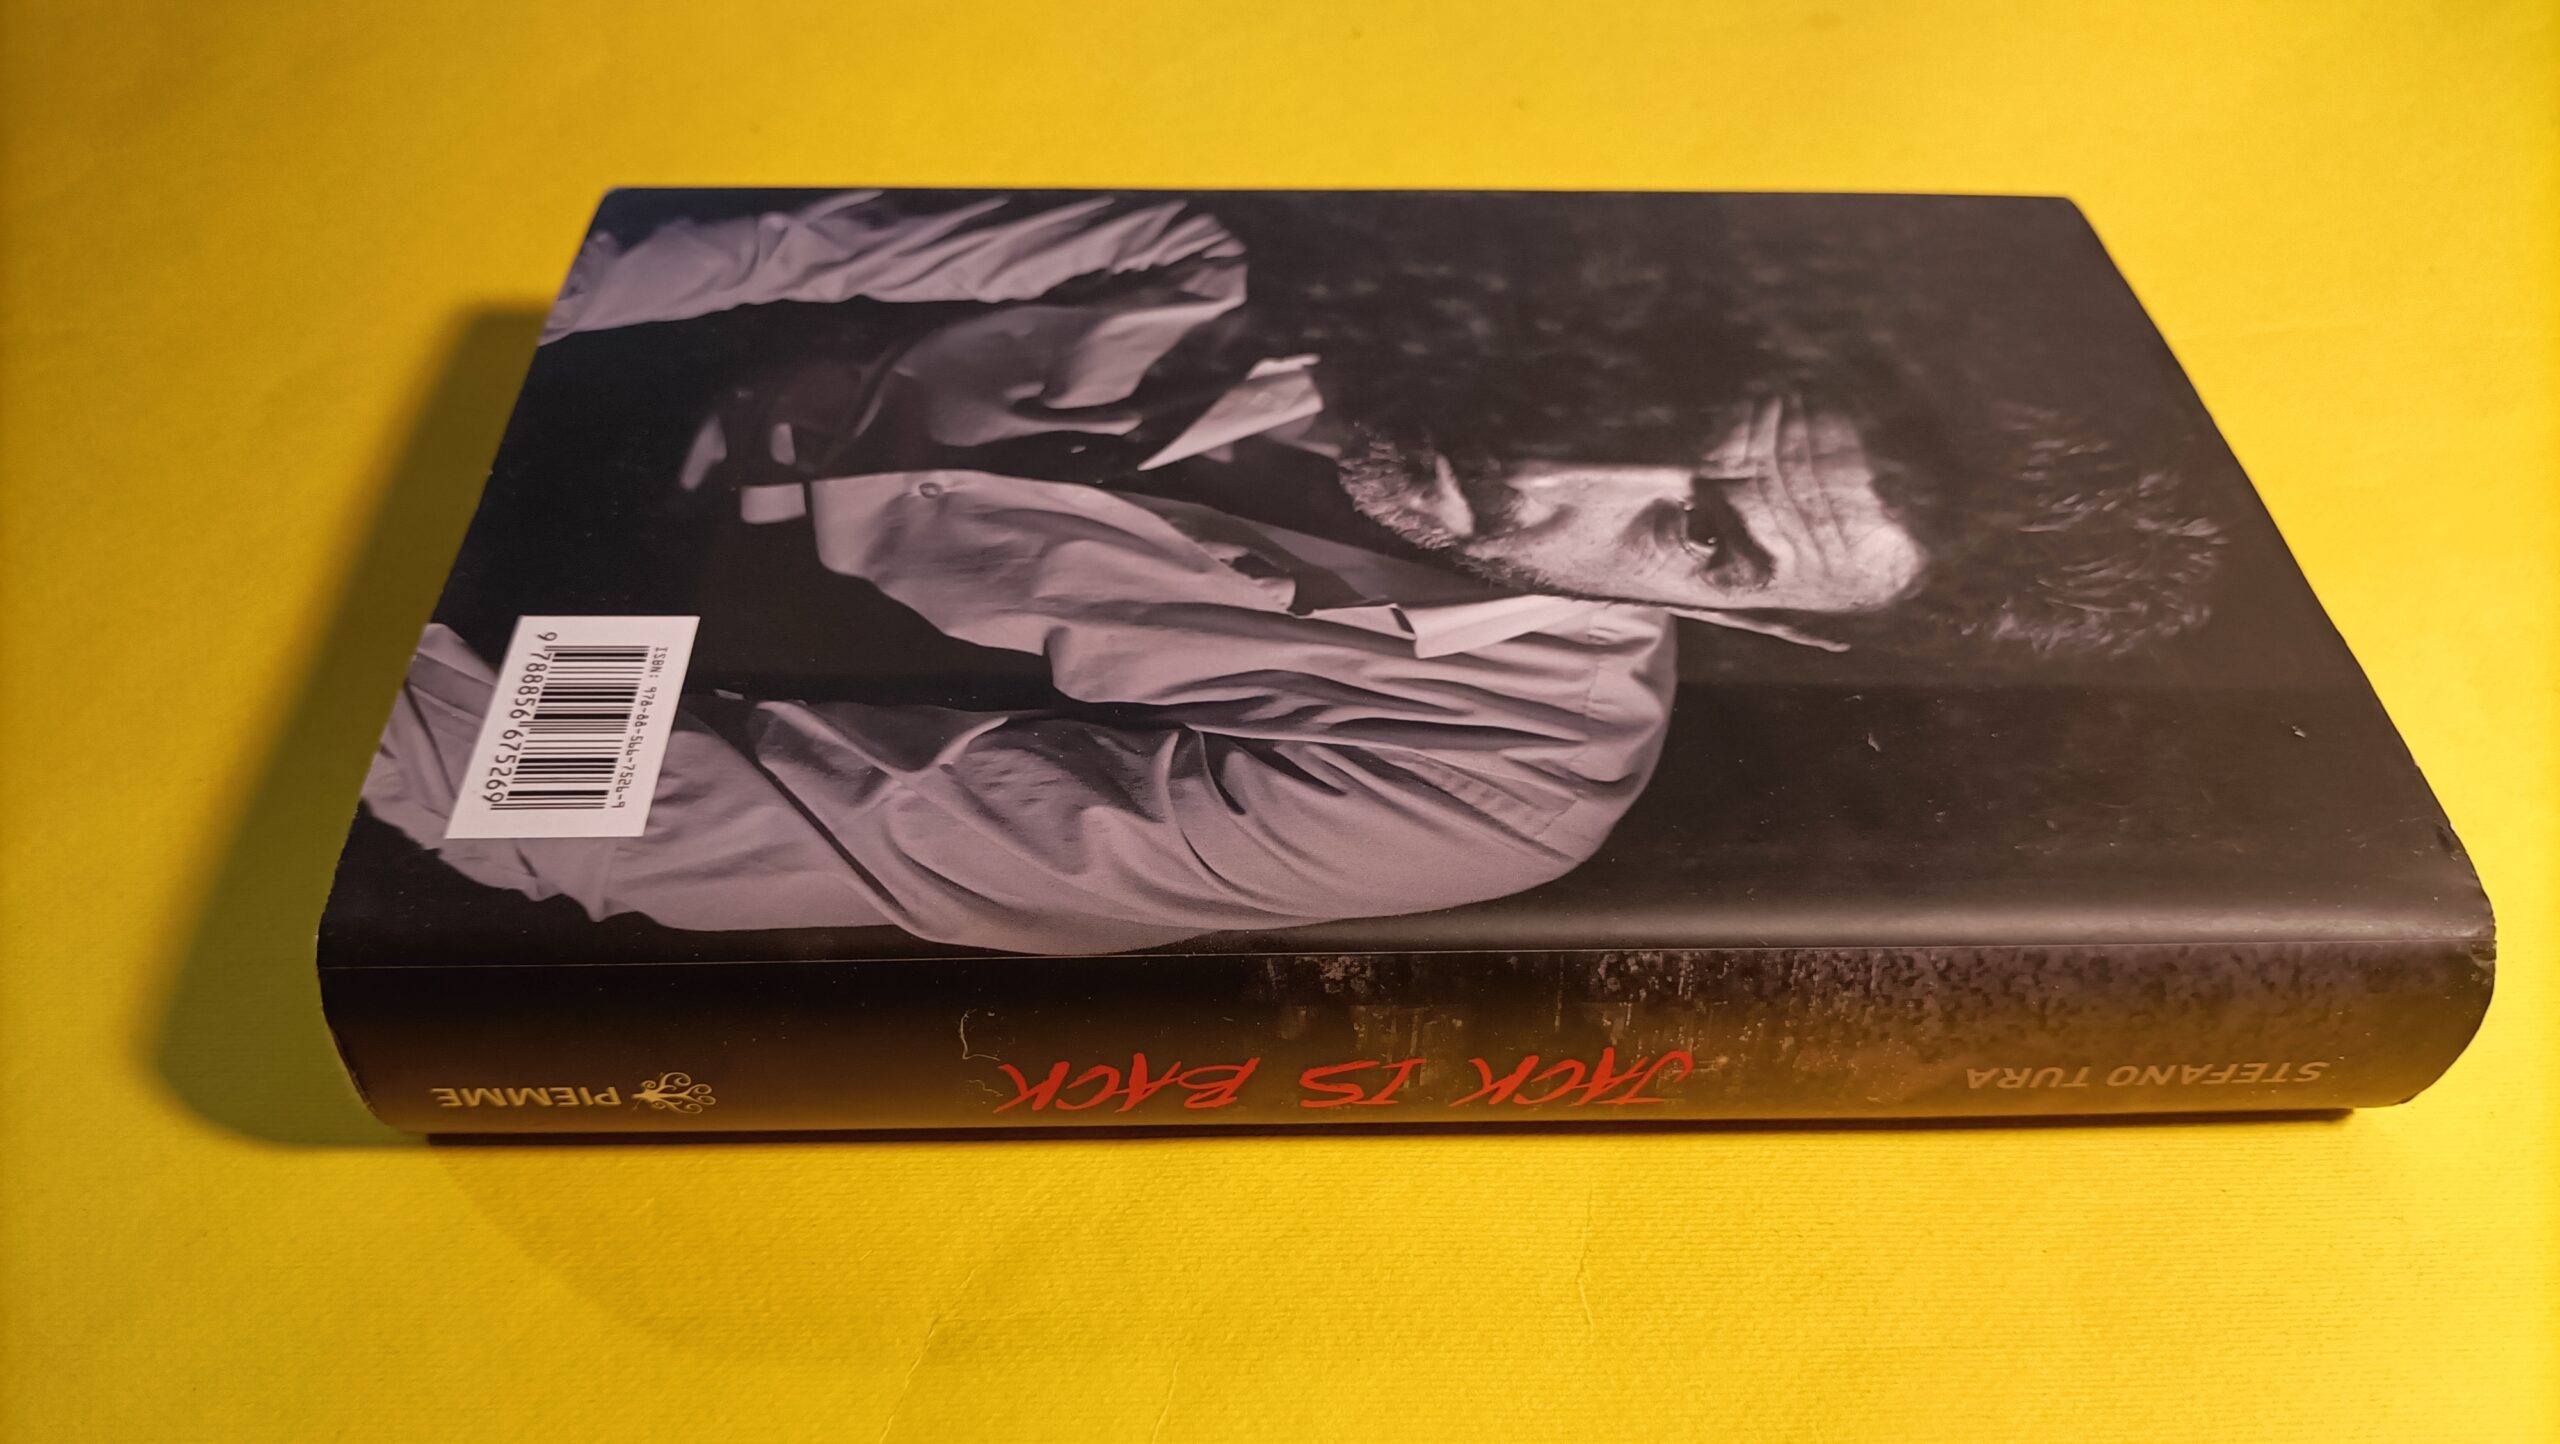 ISBN: 978-88-566-7526-9
9 788856 675269
STEFANO TURA
JACK IS BACK
PIEMME